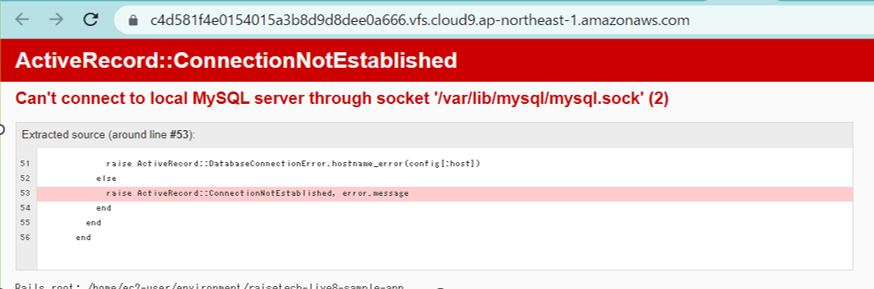 c4d581f4e0154015a3b8d9d8dee0a666.vfs.cloud9.ap-northeast-1.amazonaws.com
ActiveRecord::ConnectionNotEstablished
Can't connect to local MySQL server through socket '/var/lib/mysql/mysql.sock' (2)
Extracted source (around line #53):
51 raise ActiveRecord::DatabaseConnectionError.hostname_error(config[:host])
52 else
53 raise ActiveRecord::ConnectionNotEstablished, error.message
54 end
55 end
56 end
Rails root: /home/ec2-user/environment/raisetech-live8-sample-app